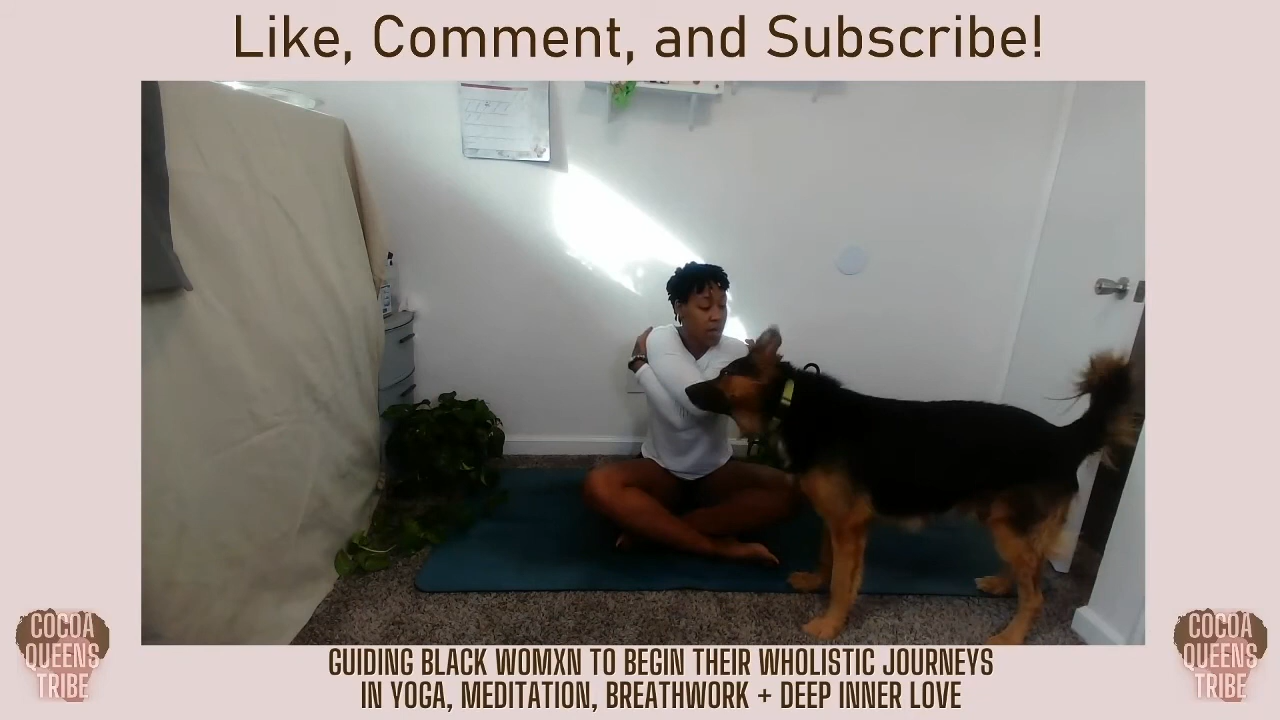 Like, Comment, and Subscribe!
COCOA
QUEENS
TRIBE
COCOA
QUEENS
TRIBE
GUIDING BLACK WOMXN TO BEGIN THEIR WHOLISTIC JOURNEYS
IN YOGA, MEDITATION, BREATHWORK + DEEP INNER LOVE